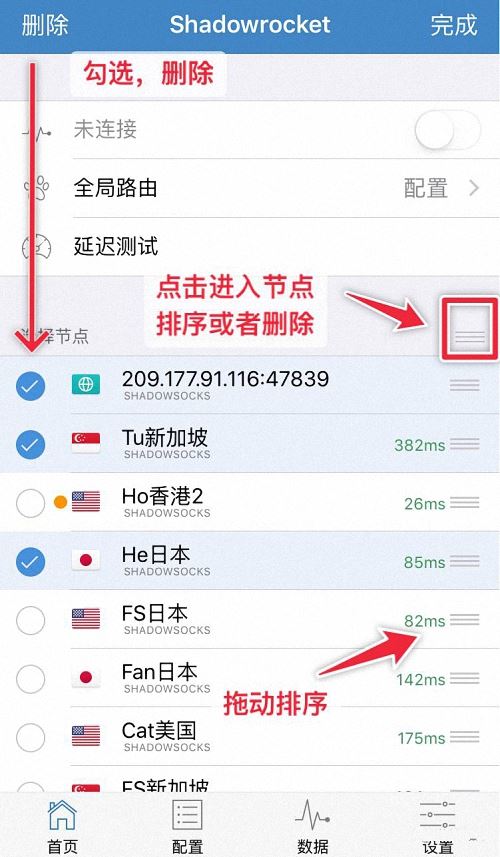 删除
Shadowrocket
完成
勾选，删除
未连接
全局路由
配置
延迟测试
点击进入节点
排序或者删除
选择节点
209.177.91.116:47839
SHADOWSOCKS
Tu新加坡
SHADOWSOCKS
382ms
Ho香港2
SHADOWSOCKS
26ms
He日本
SHADOWSOCKS
85ms
FS日本
SHADOWSOCKS
82ms
Fan日本
SHADOWSOCKS
142ms
拖动排序
Cat美国
SHADOWSOCKS
175ms
FS新加坡
首页
配置
数据
设置